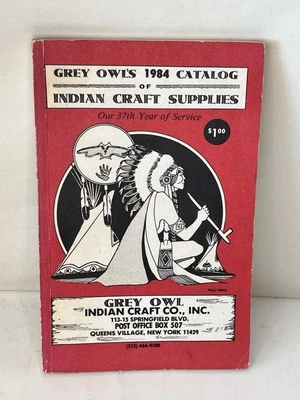 GREY OWL'S 1984 CATALOG
OF
INDIAN CRAFT SUPPLIES
Our 37th Year of Service
$1.00
GREY OWL
INDIAN CRAFT CO., INC.
113-15 SPRINGFIELD BLVD.
POST OFFICE BOX 507
QUEENS VILLAGE, NEW YORK 11429